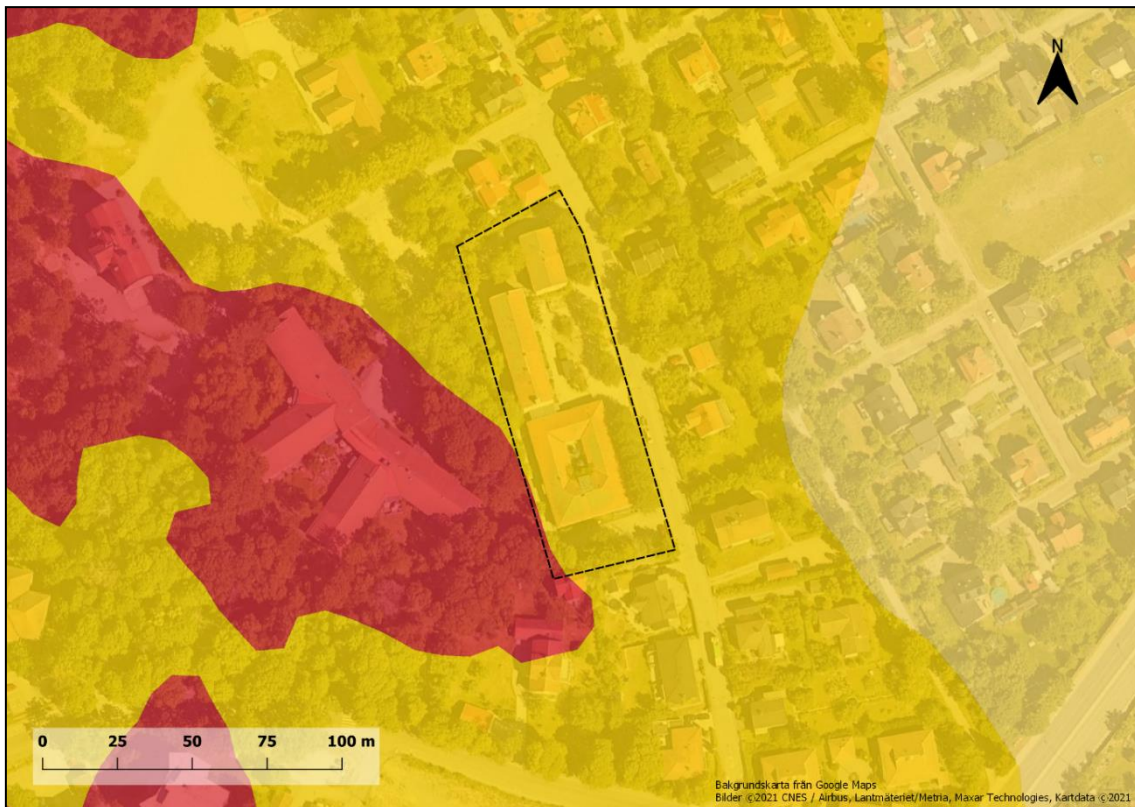 N
0 25 50 75 100 m
Bakgrundskarta från Google Maps
Bilder ©2021 CNES / Airbus, Lantmäteriet/Metria, Maxar Technologies, Kartdata ©2021